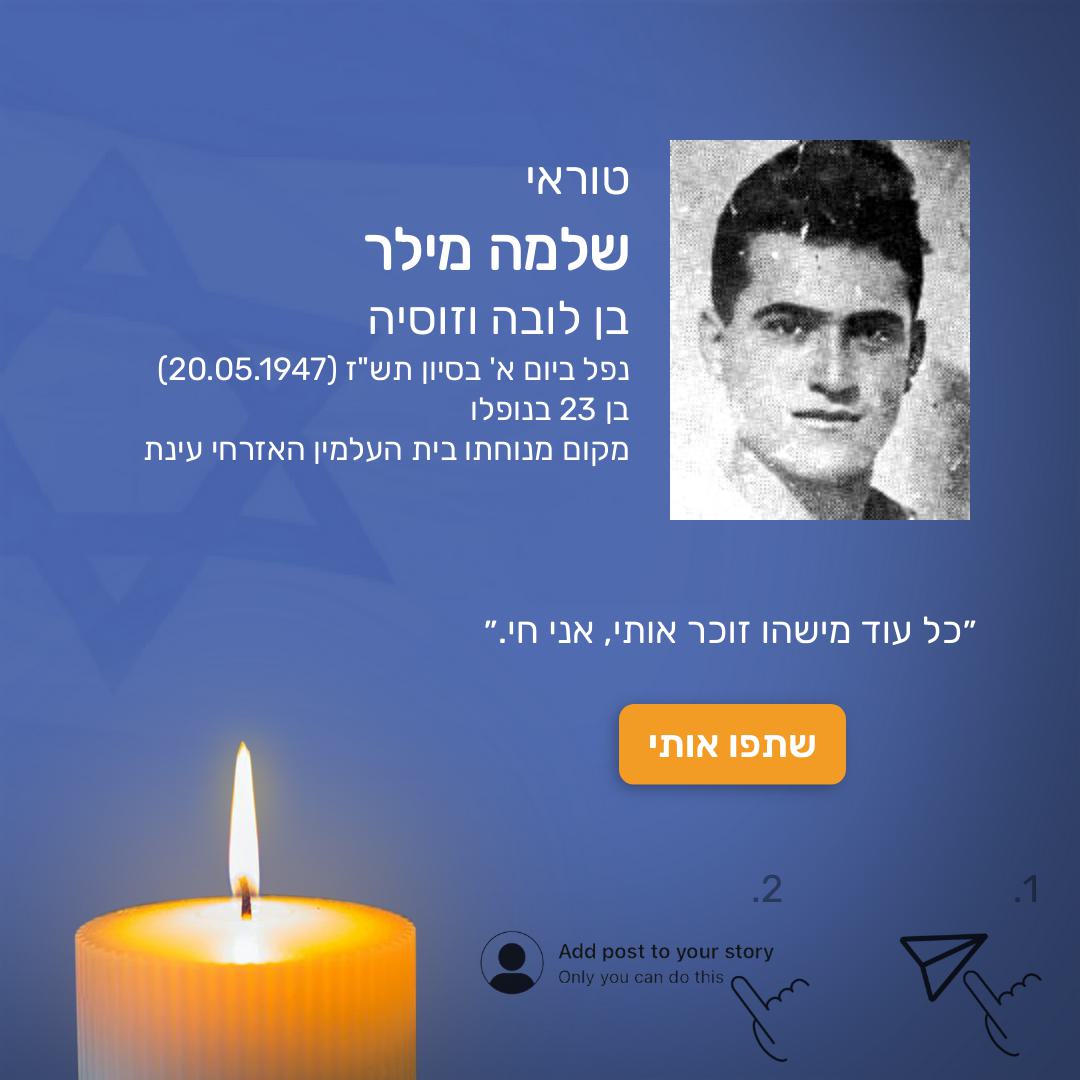 טוראי
שלמה מילר
בן לובה וזוסיה
נפל ביום א' בסיון תש"ז (20.05.1947)
בן 23 בנופלו
מקום מנוחתו בית העלמין האזרחי עינת
״כל עוד מישהו זוכר אותי, אני חי.״
שתפו אותי
.1
.2
Add post to your story
Only you can do this